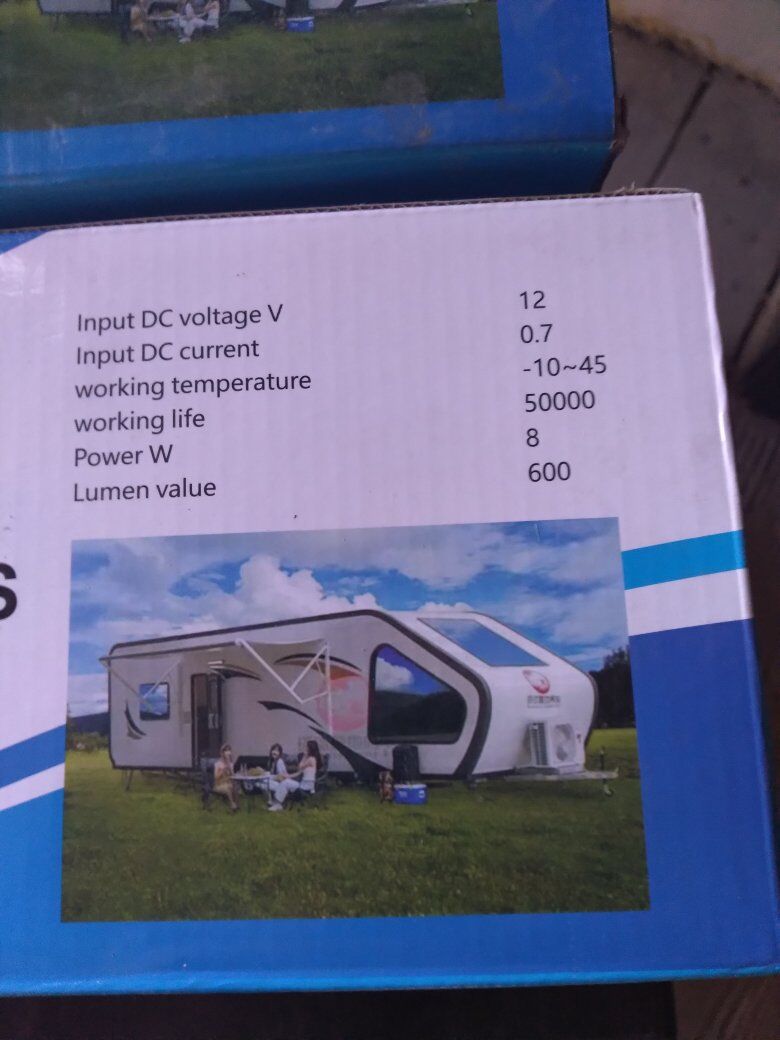 Input DC voltage V 12
Input DC current 0.7
working temperature -10~45
working life 50000
Power W 8
Lumen value 600
S